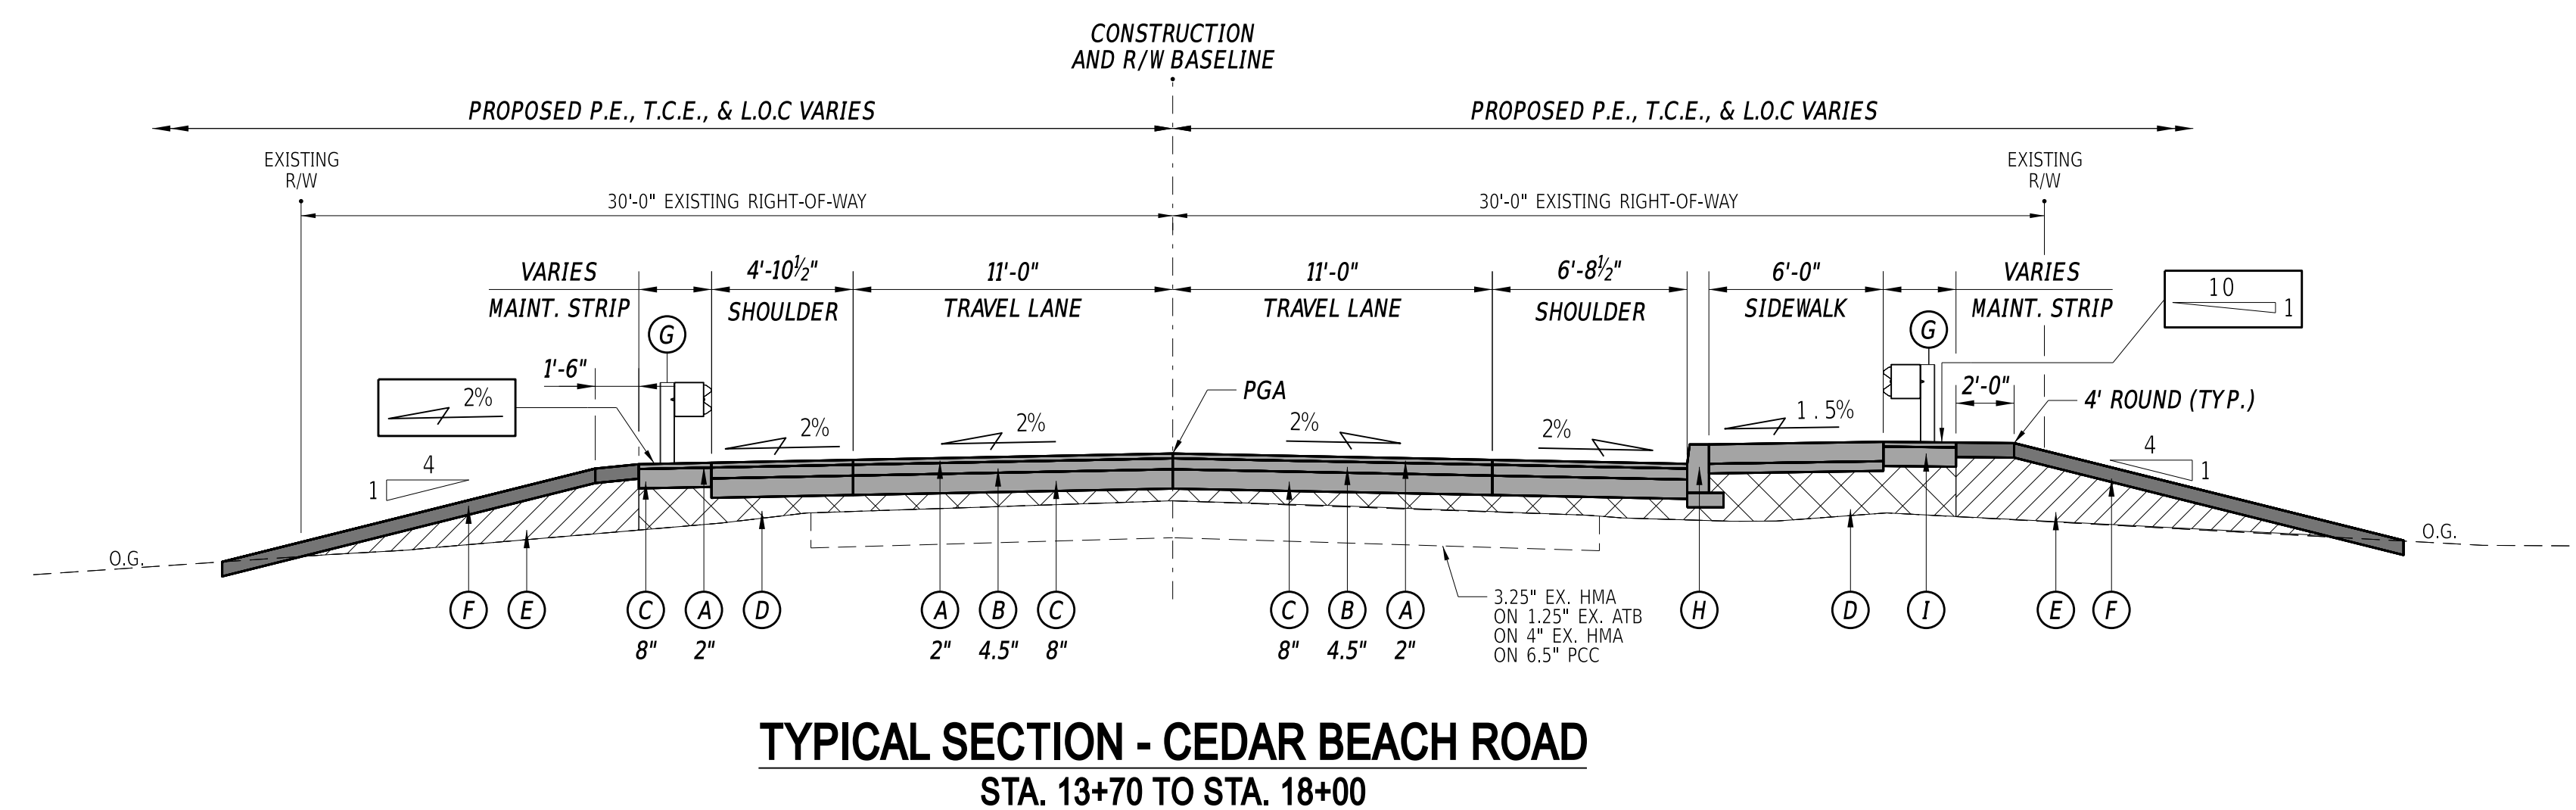 CONSTRUCTION
AND R/W BASELINE
PROPOSED P.E., T.C.E., & L.O.C VARIES
PROPOSED P.E., T.C.E., & L.O.C VARIES
EXISTING
R/W
EXISTING
R/W
30'-0" EXISTING RIGHT-OF-WAY
30'-0" EXISTING RIGHT-OF-WAY
VARIES
MAINT. STRIP
4'-10½"
SHOULDER
11'-0"
TRAVEL LANE
11'-0"
TRAVEL LANE
6'-8½"
SHOULDER
6'-0"
SIDEWALK
VARIES
MAINT. STRIP
10
1
G
G
1'-6"
2'-0"
2%
PGA
4' ROUND (TYP.)
2%
2%
2%
2%
1.5%
4
1
4
1
O.G.
O.G.
F
E
C
A
D
A
B
C
C
B
A
H
D
I
E
F
8"
2"
2"
4.5"
8"
8"
4.5"
2"
3.25" EX. HMA
ON 1.25" EX. ATB
ON 4" EX. HMA
ON 6.5" PCC
TYPICAL SECTION - CEDAR BEACH ROAD
STA. 13+70 TO STA. 18+00